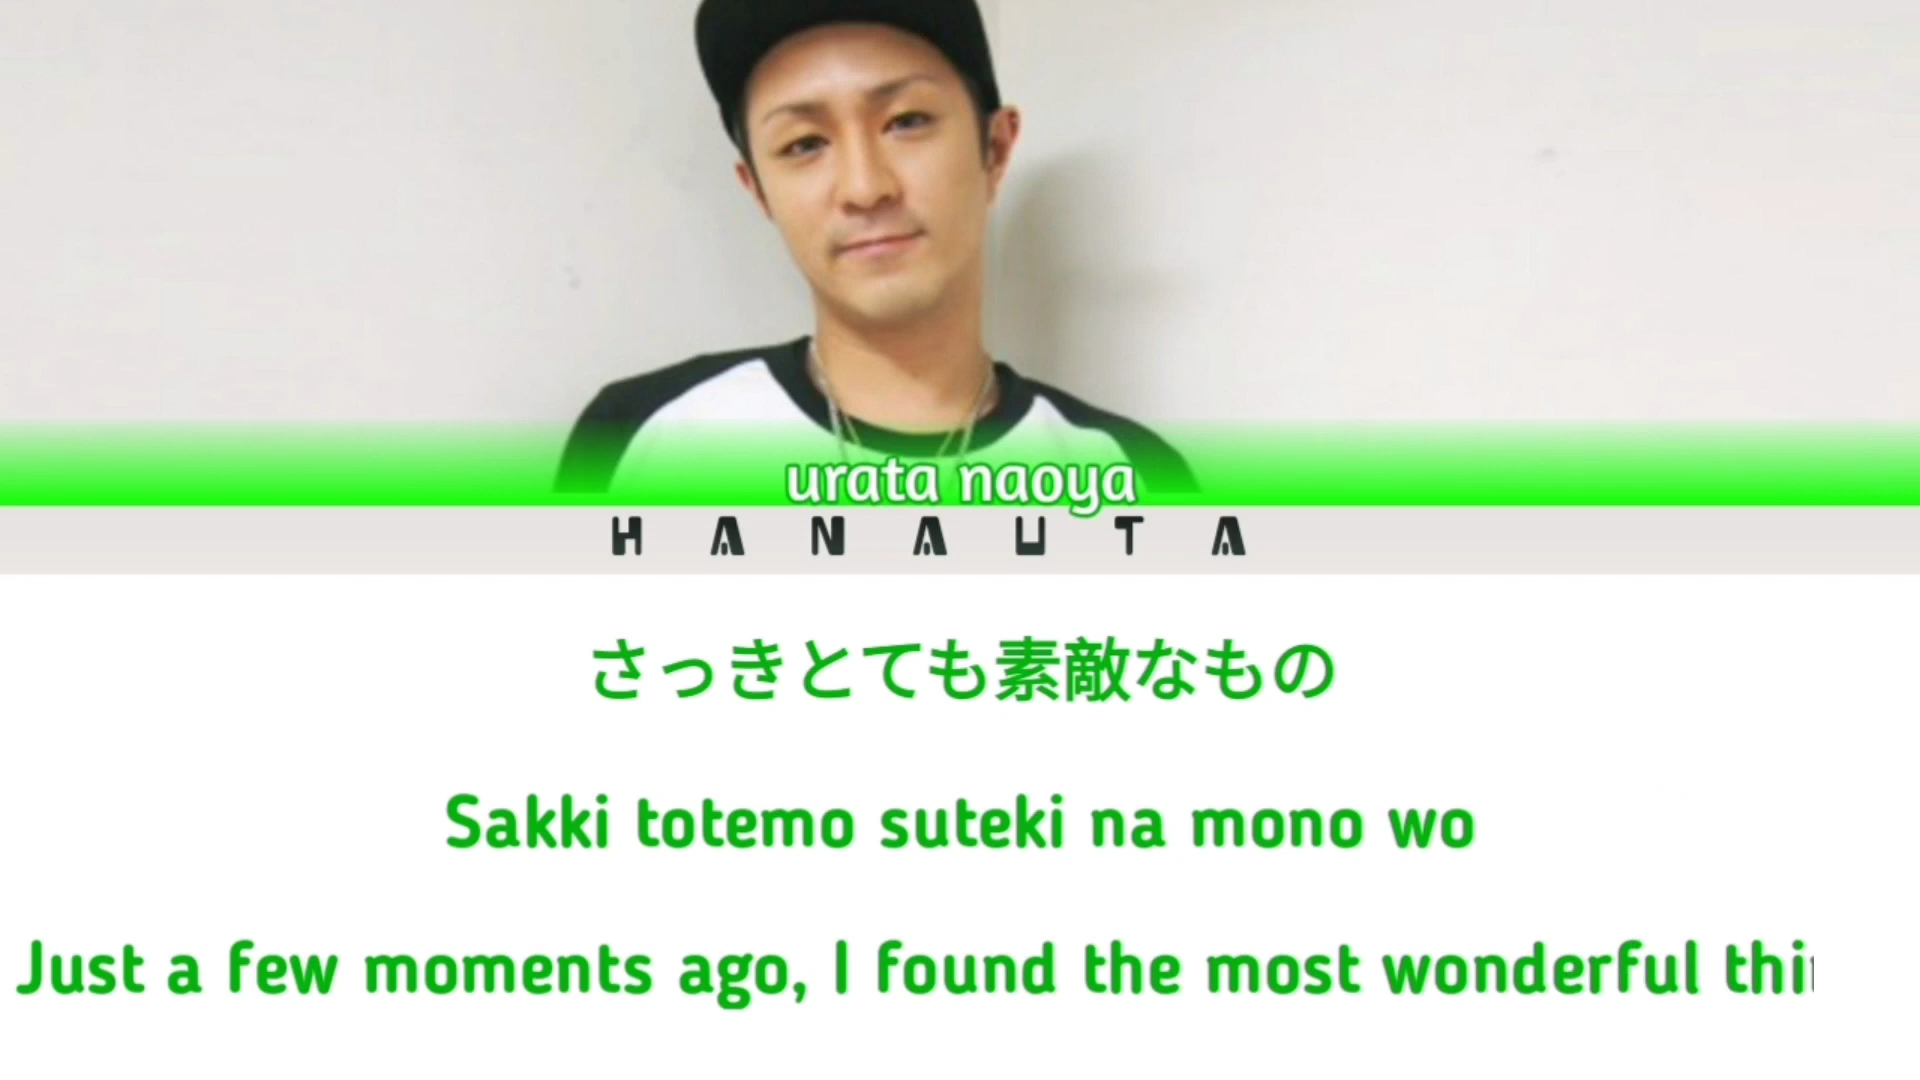 urata naoya
HANAUTA
さっきとても素敵なもの
Sakki totemo suteki na mono wo
Just a few moments ago, I found the most wonderful